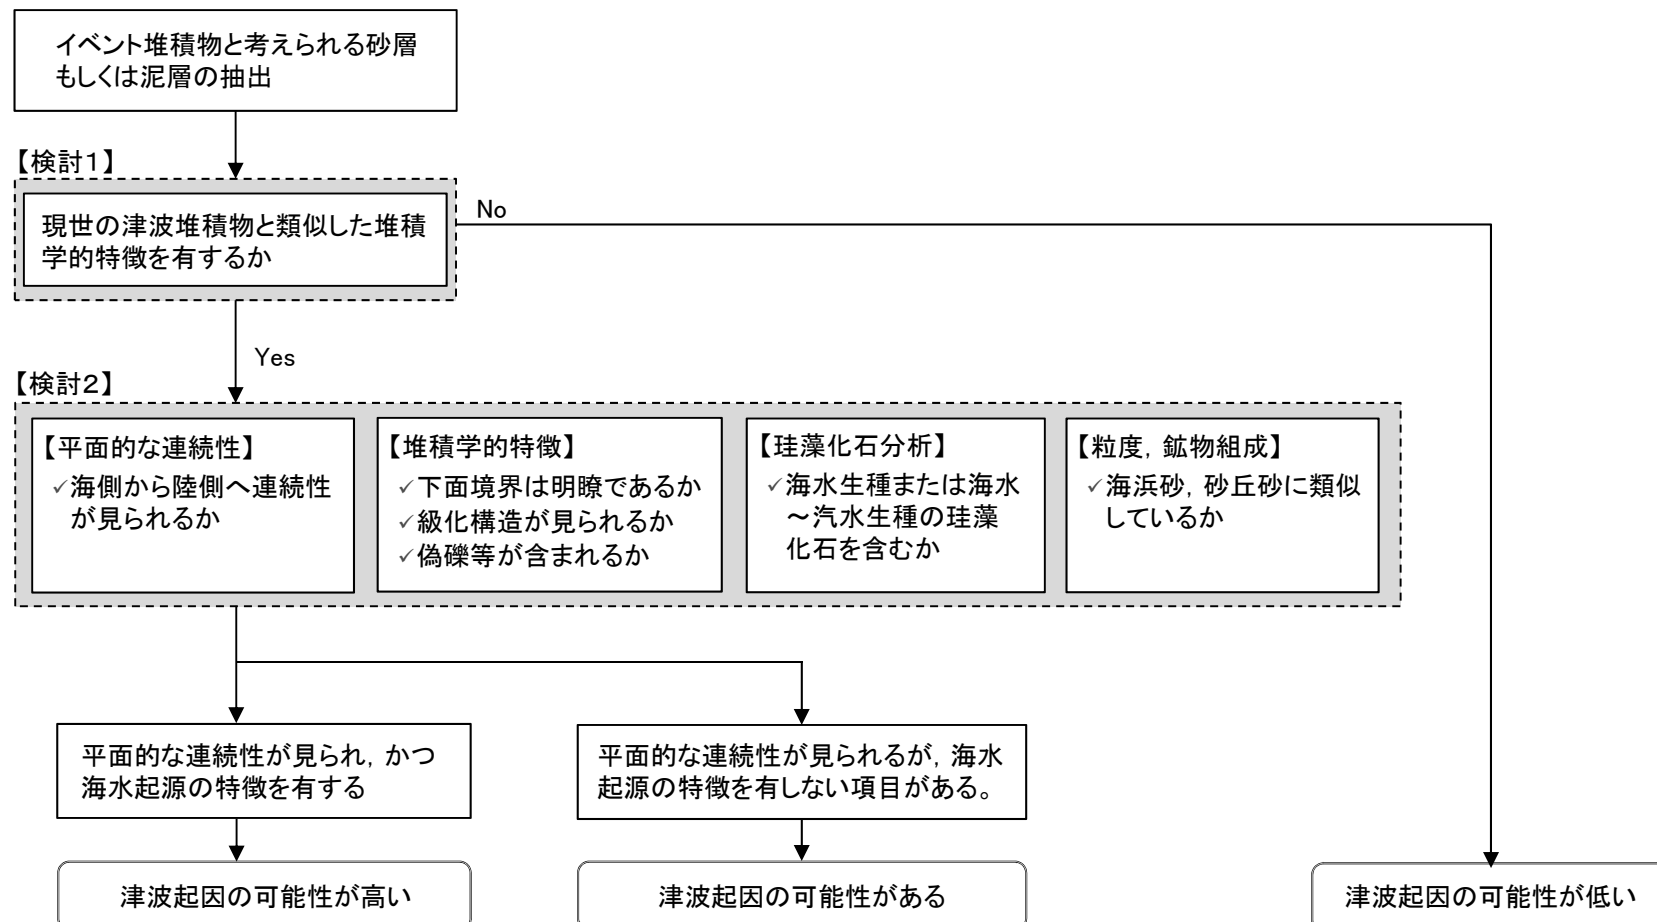 イベント堆積物と考えられる砂層
もしくは泥層の抽出
【検討1】
現世の津波堆積物と類似した堆積
学的特徴を有するか
No
Yes
【検討2】
【平面的な連続性】
✓海側から陸側へ連続性
が見られるか
【堆積学的特徴】
✓下面境界は明瞭であるか
✓級化構造が見られるか
✓偽礫等が含まれるか
【珪藻化石分析】
✓海水生種または海水
～汽水生種の珪藻
化石を含むか
【粒度，鉱物組成】
✓海浜砂，砂丘砂に類似
しているか
平面的な連続性が見られ，かつ
海水起源の特徴を有する
平面的な連続性が見られるが，海水
起源の特徴を有しない項目がある。
津波起因の可能性が高い
津波起因の可能性がある
津波起因の可能性が低い